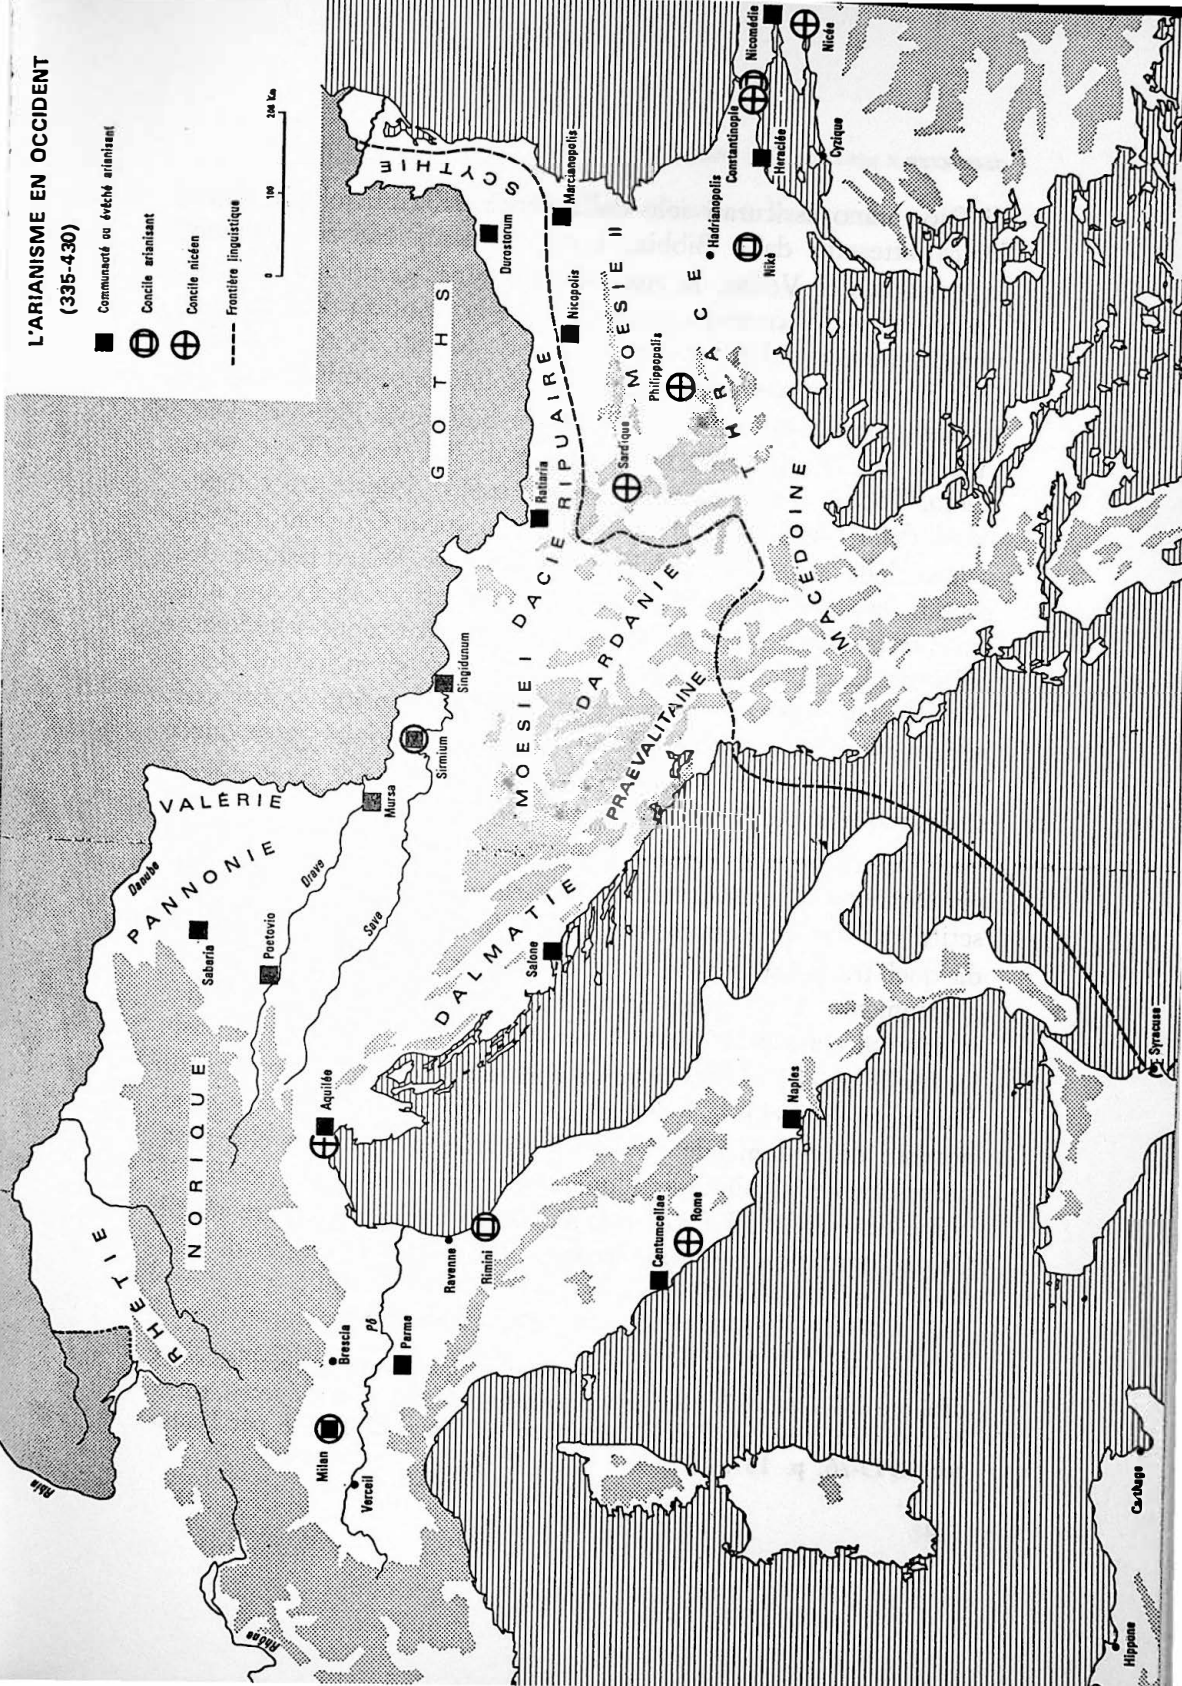 L'ARIANISME EN OCCIDENT
(335-430)
Communauté ou évêché arianisant
Concile arianisant
Concile nicéen
Frontière linguistique
0 100 200 Km
GOTHS
SCYTHIE
Durostorum
Marcianopolis
Nicopolis
MOESIE II
Constantinople
Nicomédie
Nicée
Héraclée
Cyzique
Hadrianopolis
Nikè
THRACE
Philippopolis
Sardique
Ratiaria
DACIE RIPUAIRE
MACÉDOINE
DARDANIE
MOESIE I
PRAEVALITAINE
Singidunum
Sirmium
Mursa
VALÉRIE
PANNONIE
Danube
Drave
Save
Sabaria
Poetovio
DALMATIE
Salone
NORIQUE
Aquilée
RHÉTIE
Rhin
Ravenne
Rimini
Brescia
Pô
Parme
Milan
Verceil
Rhône
Centumcellae
Rome
Naples
Syracuse
Carthage
Hippone